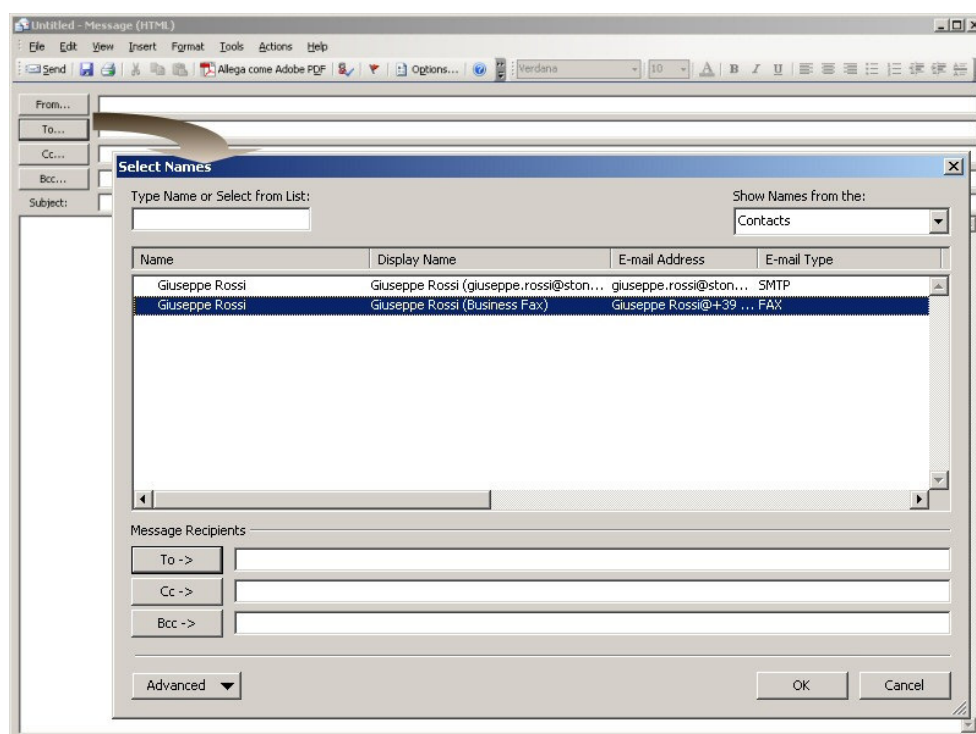 Untitled - Message (HTML)
File Edit View Insert Format Tools Actions Help
Send Allega come Adobe PDF Options... Verdana 10 A B I U
From...
To...
Cc...
Bcc...
Subject:
Select Names
Type Name or Select from List:
Show Names from the:
Contacts
Name Display Name E-mail Address E-mail Type
Giuseppe Rossi Giuseppe Rossi (giuseppe.rossi@ston... giuseppe.rossi@ston... SMTP
Giuseppe Rossi Giuseppe Rossi (Business Fax) Giuseppe Rossi@+39 ... FAX
Message Recipients
To ->
Cc ->
Bcc ->
Advanced OK Cancel